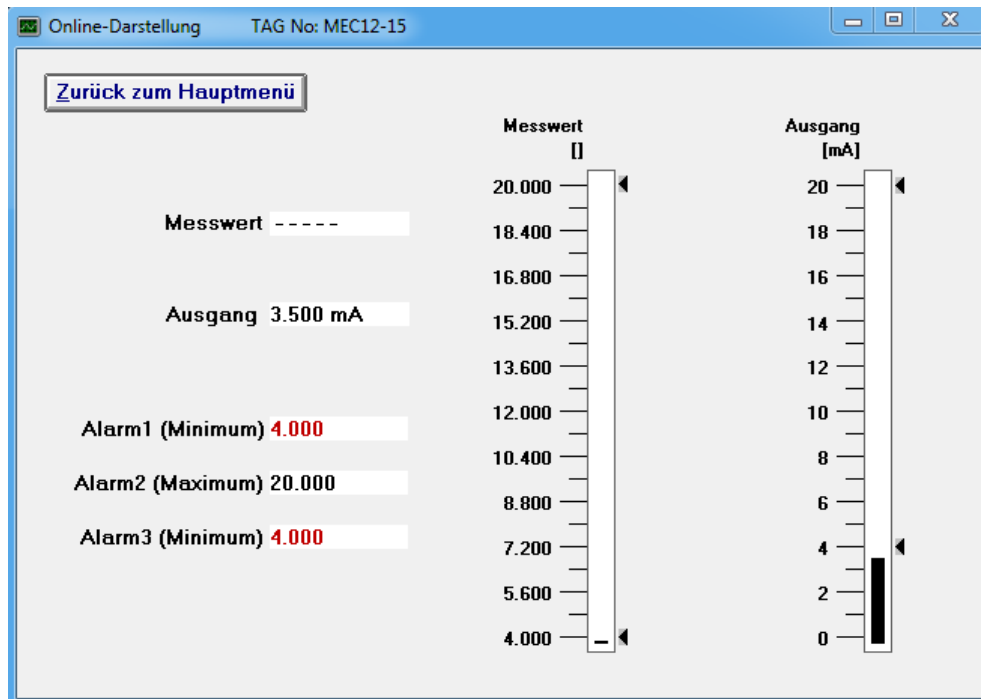 Online-Darstellung TAG No: MEC12-15
Zurück zum Hauptmenü
Messwert - - - - -
Ausgang 3.500 mA
Alarm1 (Minimum) 4.000
Alarm2 (Maximum) 20.000
Alarm3 (Minimum) 4.000
Messwert
[]
20.000
18.400
16.800
15.200
13.600
12.000
10.400
8.800
7.200
5.600
4.000
Ausgang
[mA]
20
18
16
14
12
10
8
6
4
2
0